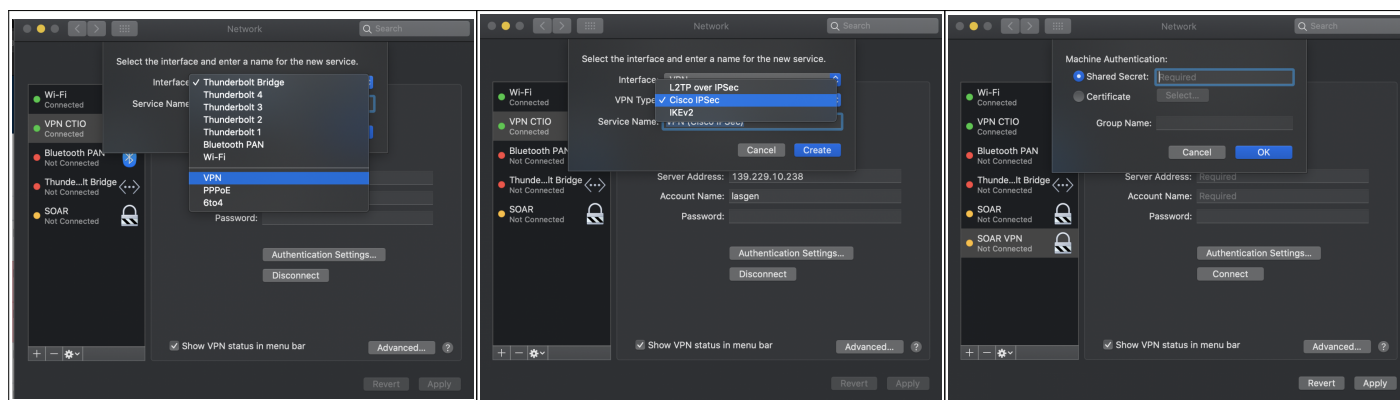 Network
Search
Select the interface and enter a name for the new service.
Interface
✓ Thunderbolt Bridge
Thunderbolt 4
Thunderbolt 3
Thunderbolt 2
Thunderbolt 1
Bluetooth PAN
Wi-Fi
VPN
PPPoE
6to4
Service Name
Wi-Fi
Connected
VPN CTIO
Connected
Bluetooth PAN
Not Connected
Thunde...lt Bridge
Not Connected
SOAR
Not Connected
Password:
Authentication Settings...
Disconnect
Show VPN status in menu bar
Advanced...
?
Revert
Apply
Network
Search
Select the interface and enter a name for the new service.
Interface
VPN Type
L2TP over IPSec
✓ Cisco IPSec
IKEv2
Service Name: VPN (Cisco IPSec)
Cancel
Create
Wi-Fi
Connected
VPN CTIO
Connected
Bluetooth PAN
Not Connected
Thunde...lt Bridge
Not Connected
SOAR
Not Connected
Server Address: 139.229.10.238
Account Name: lasgen
Password:
Authentication Settings...
Disconnect
Show VPN status in menu bar
Advanced...
?
Revert
Apply
Network
Search
Machine Authentication:
Shared Secret: Required
Certificate Select...
Group Name:
Cancel
OK
Wi-Fi
Connected
VPN CTIO
Connected
Bluetooth PAN
Not Connected
Thunde...lt Bridge
Not Connected
SOAR
Not Connected
SOAR VPN
Not Connected
Server Address: Required
Account Name: Required
Password:
Authentication Settings...
Connect
Show VPN status in menu bar
Advanced...
?
Revert
Apply